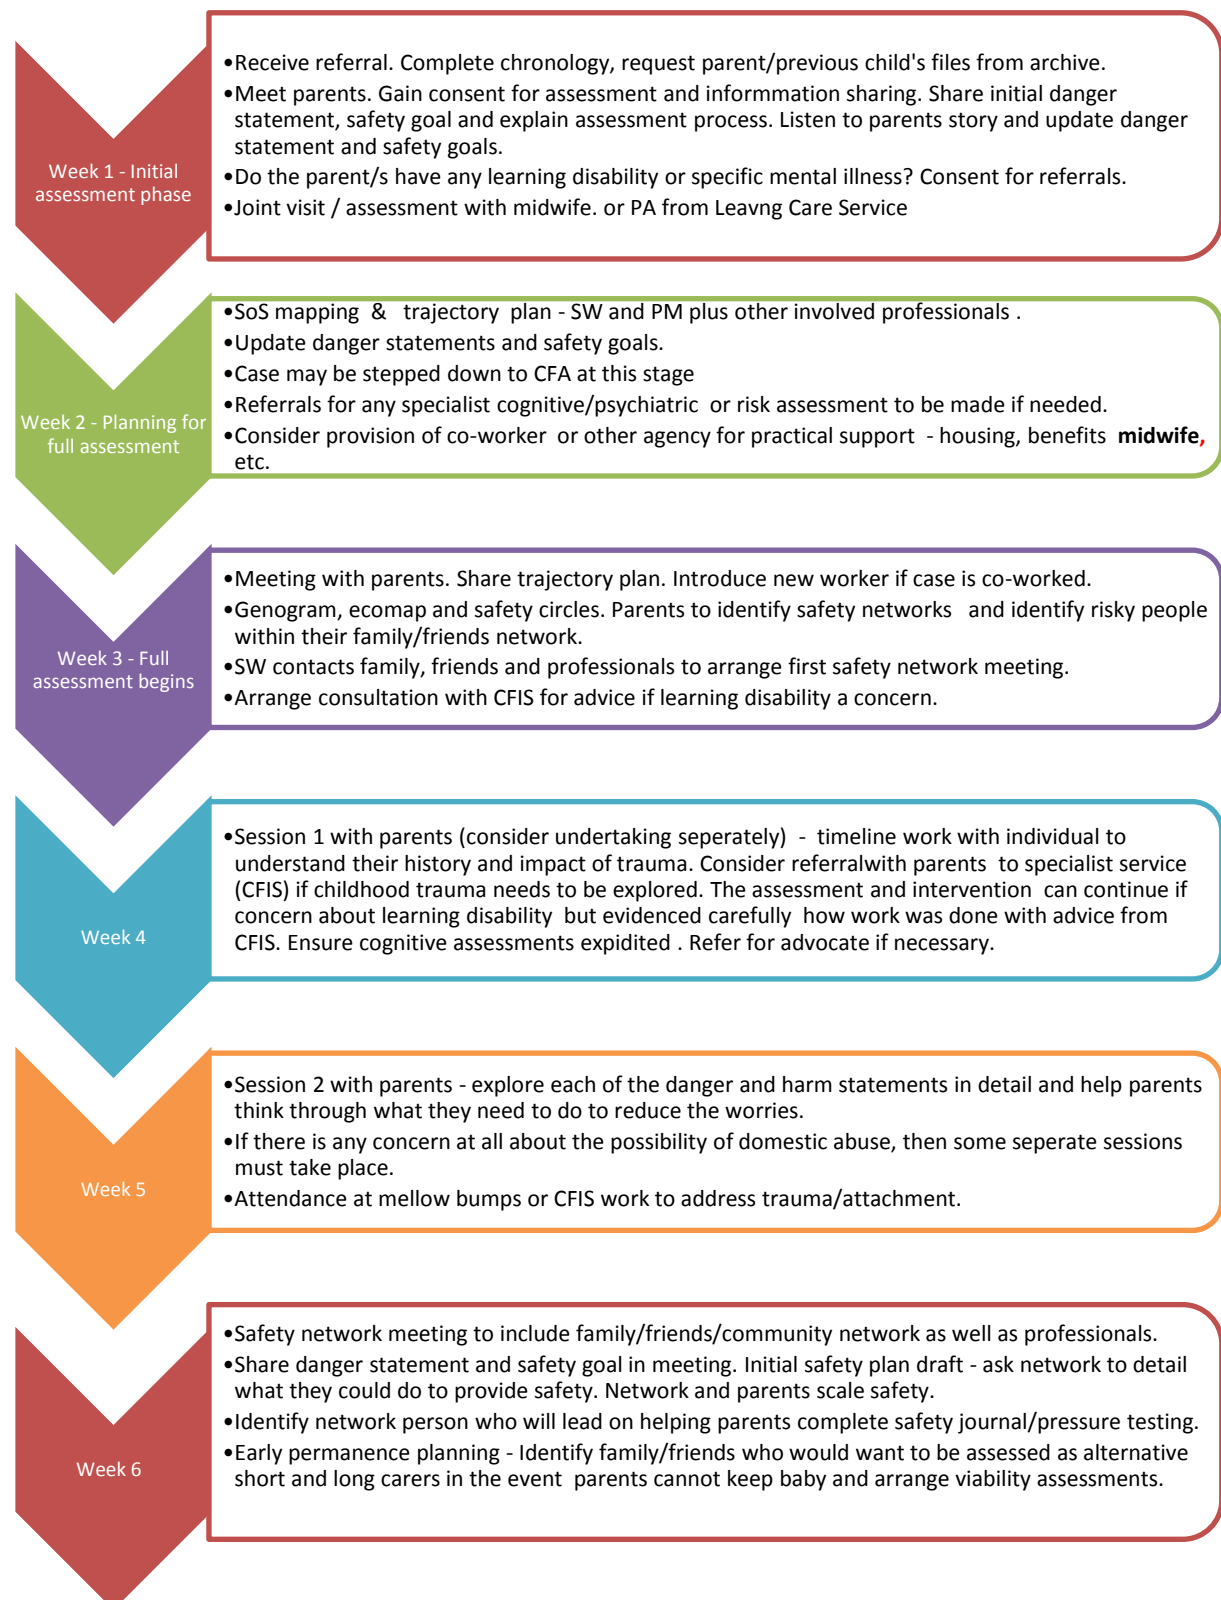 Week 1 - Initial
assessment phase
•Receive referral. Complete chronology, request parent/previous child's files from archive.
•Meet parents. Gain consent for assessment and informmation sharing. Share initial danger
statement, safety goal and explain assessment process. Listen to parents story and update danger
statement and safety goals.
•Do the parent/s have any learning disability or specific mental illness? Consent for referrals.
•Joint visit / assessment with midwife. or PA from Leavng Care Service
Week 2 - Planning for
full assessment
•SoS mapping & trajectory plan - SW and PM plus other involved professionals .
•Update danger statements and safety goals.
•Case may be stepped down to CFA at this stage
•Referrals for any specialist cognitive/psychiatric or risk assessment to be made if needed.
•Consider provision of co-worker or other agency for practical support - housing, benefits midwife,
etc.
Week 3 - Full
assessment begins
•Meeting with parents. Share trajectory plan. Introduce new worker if case is co-worked.
•Genogram, ecomap and safety circles. Parents to identify safety networks and identify risky people
within their family/friends network.
•SW contacts family, friends and professionals to arrange first safety network meeting.
•Arrange consultation with CFIS for advice if learning disability a concern.
Week 4
•Session 1 with parents (consider undertaking seperately) - timeline work with individual to
understand their history and impact of trauma. Consider referralwith parents to specialist service
(CFIS) if childhood trauma needs to be explored. The assessment and intervention can continue if
concern about learning disability but evidenced carefully how work was done with advice from
CFIS. Ensure cognitive assessments expidited . Refer for advocate if necessary.
Week 5
•Session 2 with parents - explore each of the danger and harm statements in detail and help parents
think through what they need to do to reduce the worries.
•If there is any concern at all about the possibility of domestic abuse, then some seperate sessions
must take place.
•Attendance at mellow bumps or CFIS work to address trauma/attachment.
Week 6
•Safety network meeting to include family/friends/community network as well as professionals.
•Share danger statement and safety goal in meeting. Initial safety plan draft - ask network to detail
what they could do to provide safety. Network and parents scale safety.
•Identify network person who will lead on helping parents complete safety journal/pressure testing.
•Early permanence planning - Identify family/friends who would want to be assessed as alternative
short and long carers in the event parents cannot keep baby and arrange viability assessments.